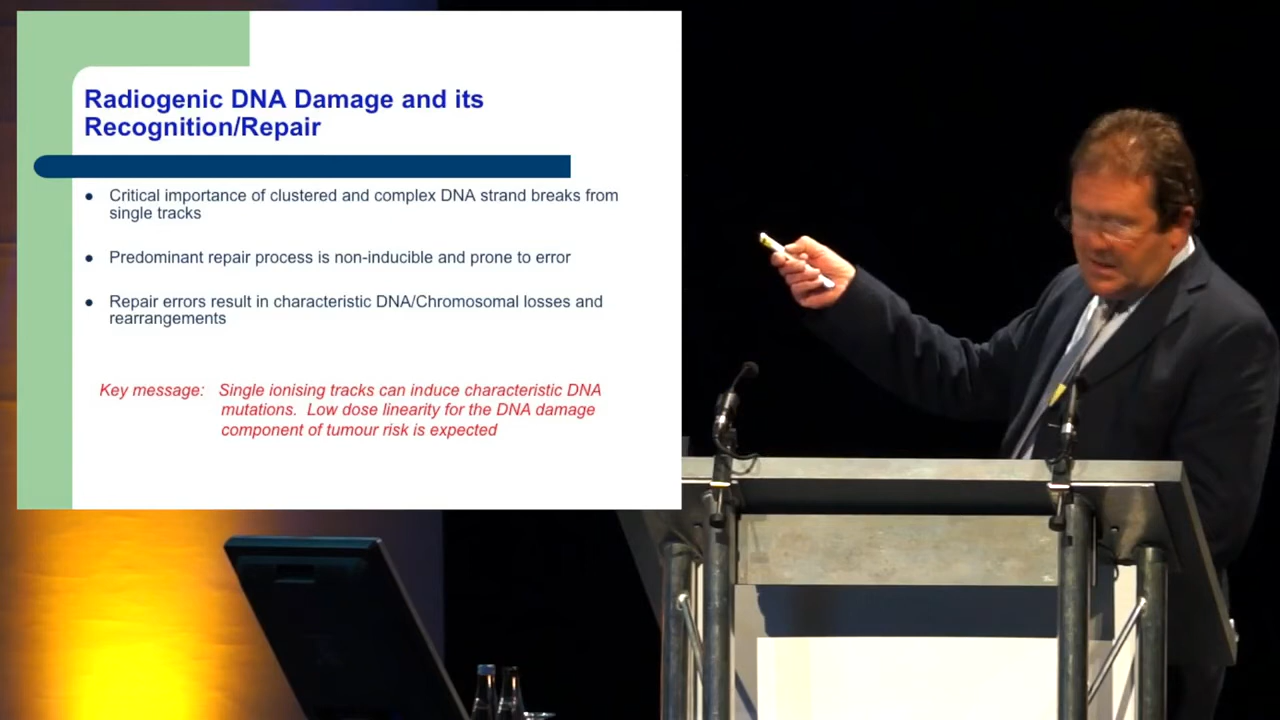 Radiogenic DNA Damage and its
Recognition/Repair
● Critical importance of clustered and complex DNA strand breaks from
single tracks
● Predominant repair process is non-inducible and prone to error
● Repair errors result in characteristic DNA/Chromosomal losses and
rearrangements
Key message: Single ionising tracks can induce characteristic DNA
mutations. Low dose linearity for the DNA damage
component of tumour risk is expected